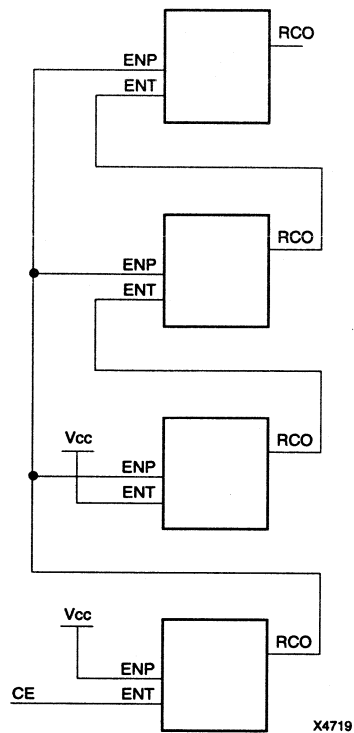 RCO
ENP
ENT
RCO
ENP
ENT
Vcc
RCO
ENP
ENT
Vcc
RCO
ENP
CE
ENT
X4719